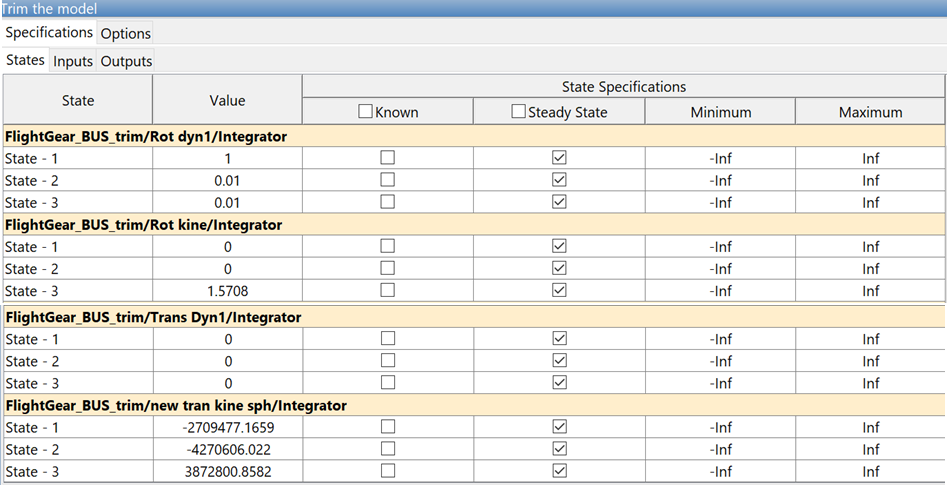 Trim the model
Specifications Options
States Inputs Outputs
State Value State Specifications
Known Steady State Minimum Maximum
FlightGear_BUS_trim/Rot dyn1/Integrator
State - 1 1 -Inf Inf
State - 2 0.01 -Inf Inf
State - 3 0.01 -Inf Inf
FlightGear_BUS_trim/Rot kine/Integrator
State - 1 0 -Inf Inf
State - 2 0 -Inf Inf
State - 3 1.5708 -Inf Inf
FlightGear_BUS_trim/Trans Dyn1/Integrator
State - 1 0 -Inf Inf
State - 2 0 -Inf Inf
State - 3 0 -Inf Inf
FlightGear_BUS_trim/new tran kine sph/Integrator
State - 1 -2709477.1659 -Inf Inf
State - 2 -4270606.022 -Inf Inf
State - 3 3872800.8582 -Inf Inf